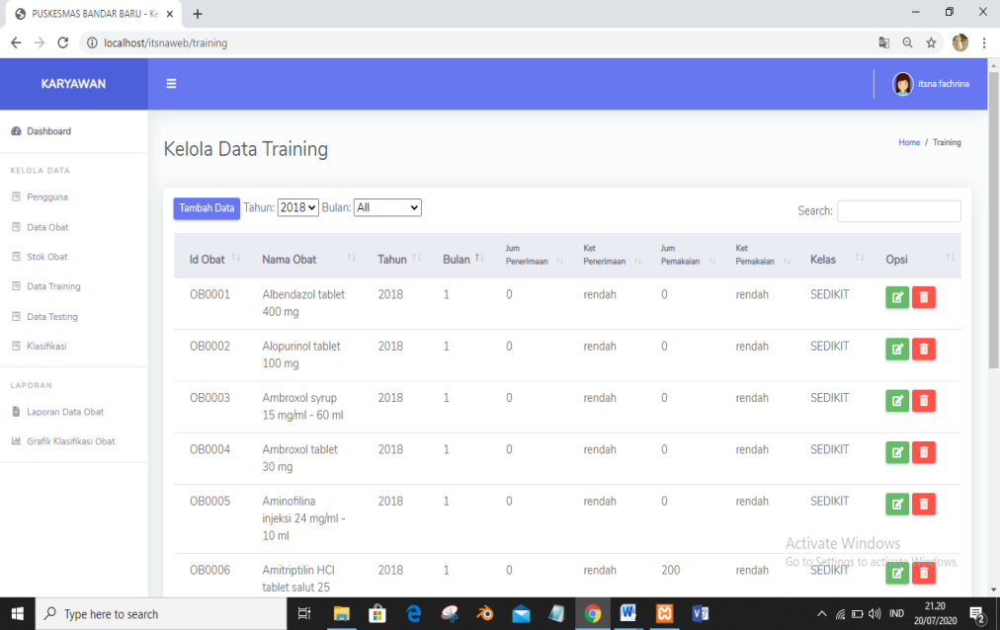 PUSKESMAS BANDAR BARU - Ke
localhost/itsnaweb/training
KARYAWAN
itsna fachrina
Dashboard
KELOLA DATA
Pengguna
Data Obat
Stok Obat
Data Training
Data Testing
Klasifikasi
LAPORAN
Laporan Data Obat
Grafik Klasifikasi Obat
Kelola Data Training
Home / Training
Tambah Data Tahun: 2018 Bulan: All
Search:
Id Obat Nama Obat Tahun Bulan Jum Penerimaan Ket Penerimaan Jum Pemakaian Ket Pemakaian Kelas Opsi
OB0001 Albendazol tablet 2018 1 0 rendah 0 rendah SEDIKIT
400 mg
OB0002 Alopurinol tablet 2018 1 0 rendah 0 rendah SEDIKIT
100 mg
OB0003 Ambroxol syrup 2018 1 0 rendah 0 rendah SEDIKIT
15 mg/ml - 60 ml
OB0004 Ambroxol tablet 2018 1 0 rendah 0 rendah SEDIKIT
30 mg
OB0005 Aminofilina 2018 1 0 rendah 0 rendah SEDIKIT
injeksi 24 mg/ml -
10 ml
OB0006 Amitriptilin HCl 2018 1 0 rendah 200 rendah SEDIKIT
tablet salut 25
Activate Windows
Go to Settings to activate Windows.
Type here to search
IND
21.20
20/07/2020
2